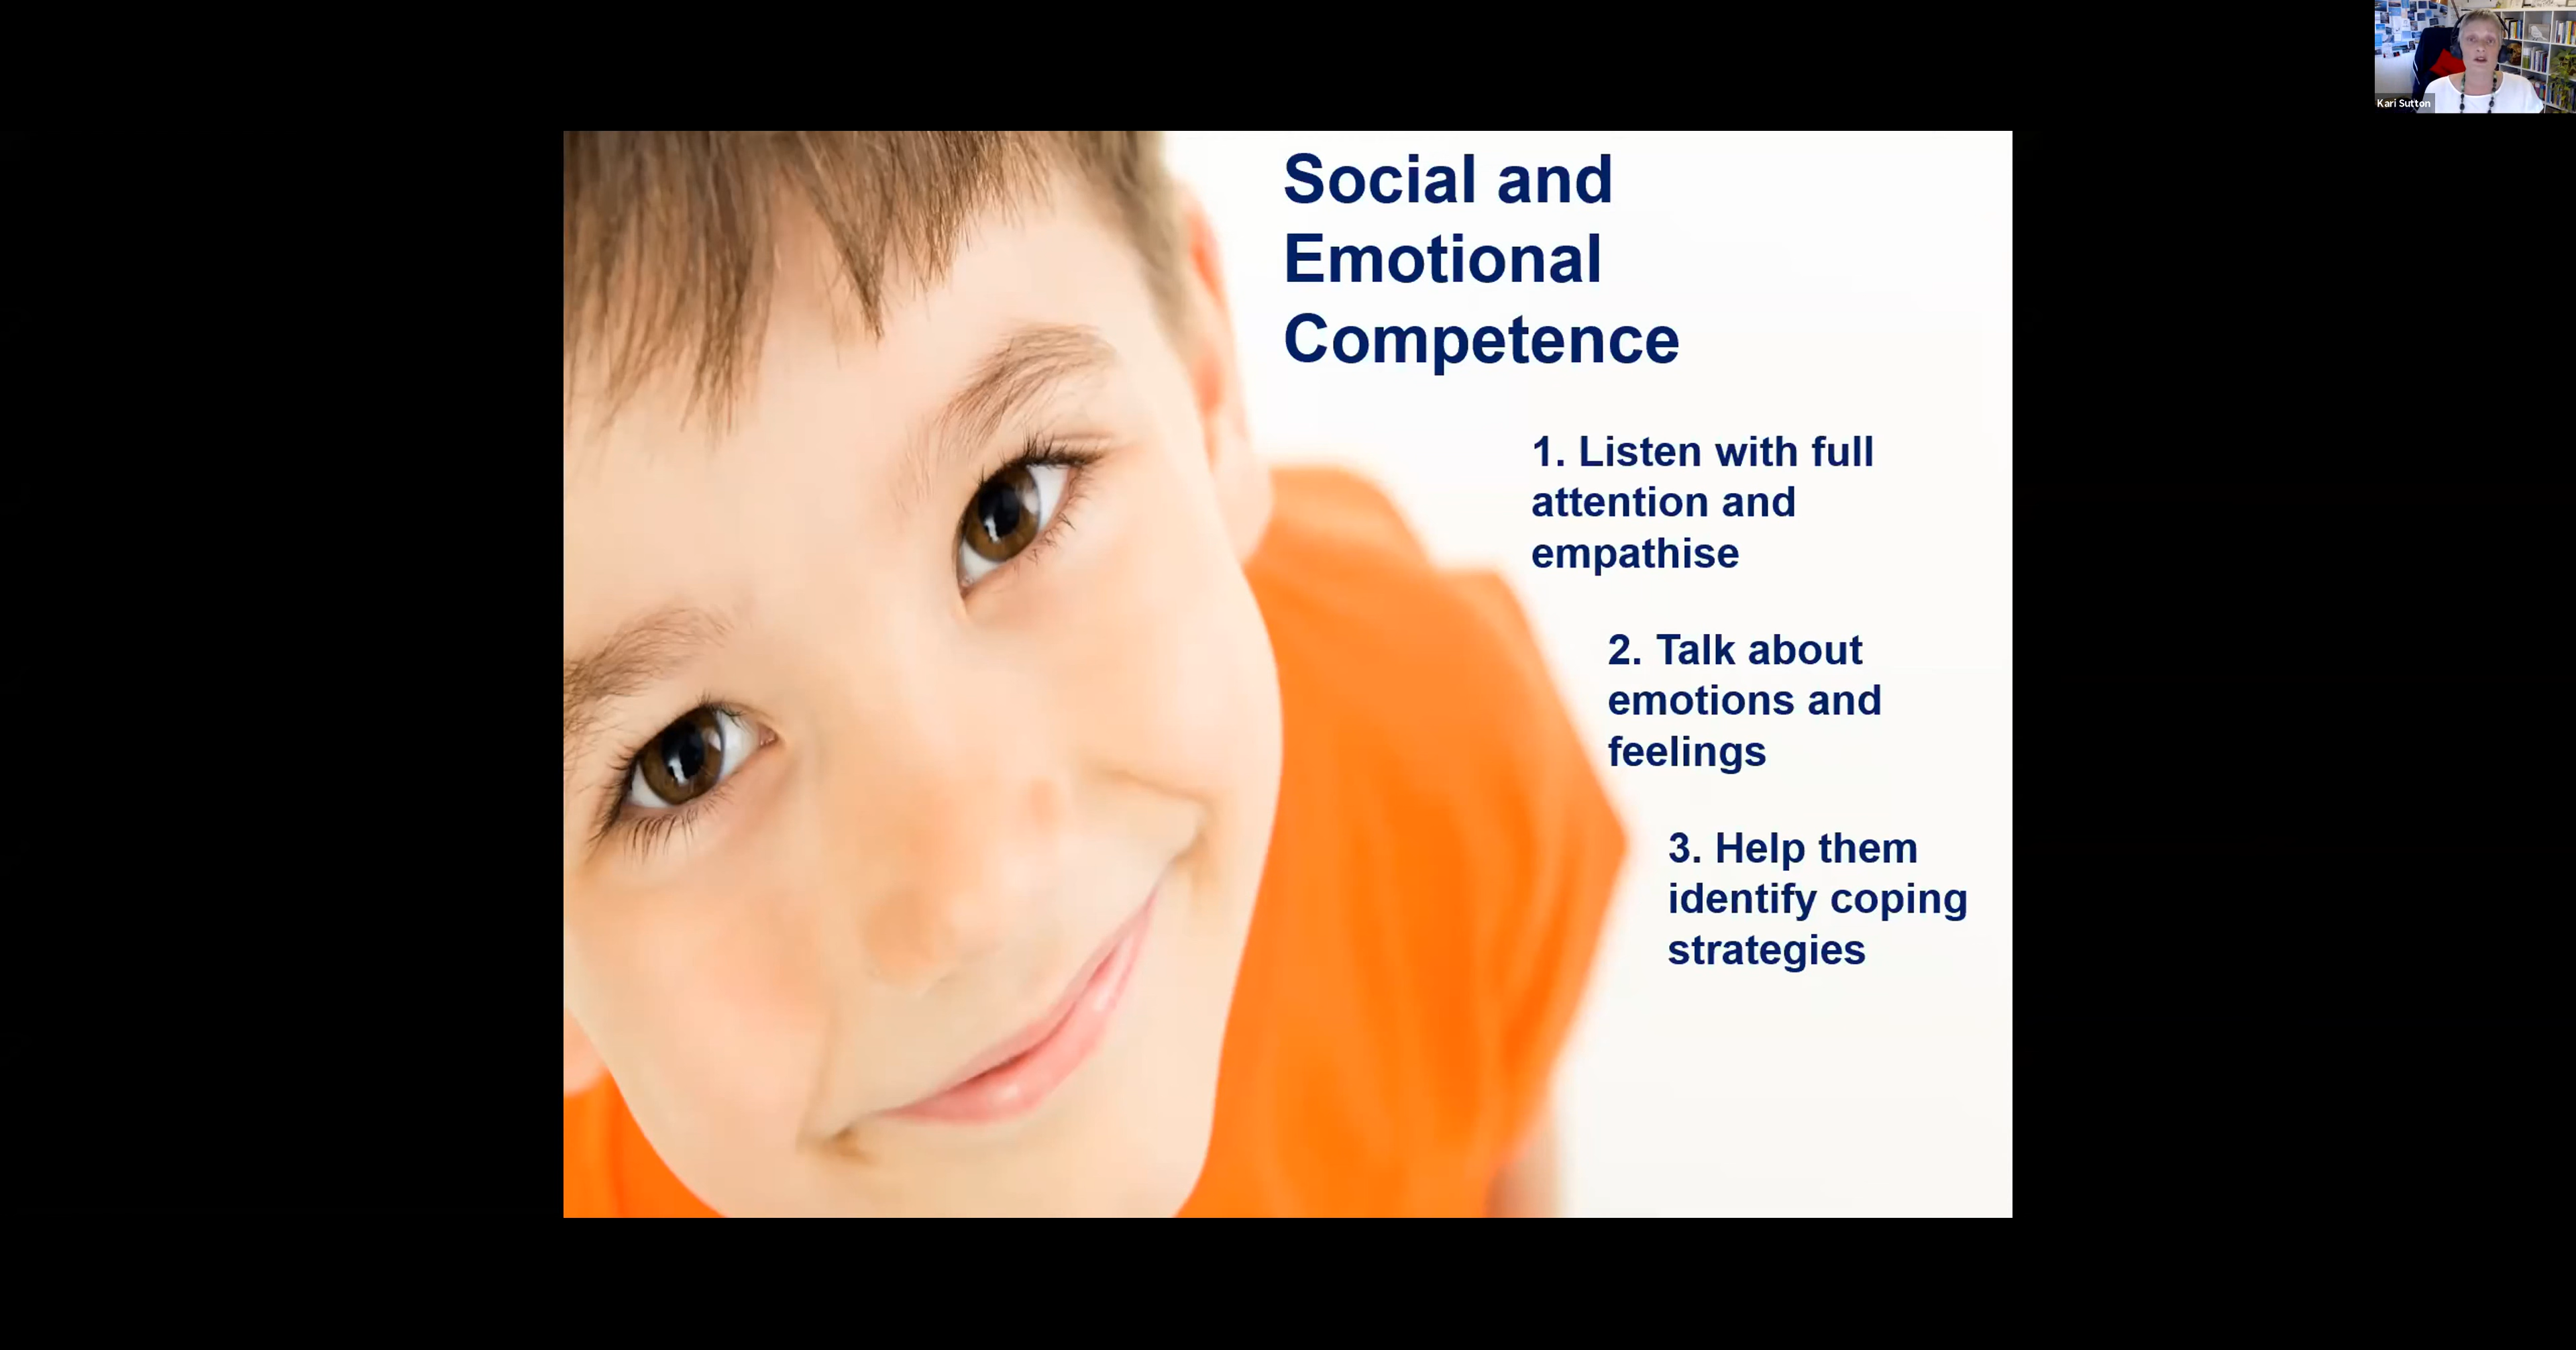 Kari Sutton
Social and
Emotional
Competence
1. Listen with full
attention and
empathise
2. Talk about
emotions and
feelings
3. Help them
identify coping
strategies